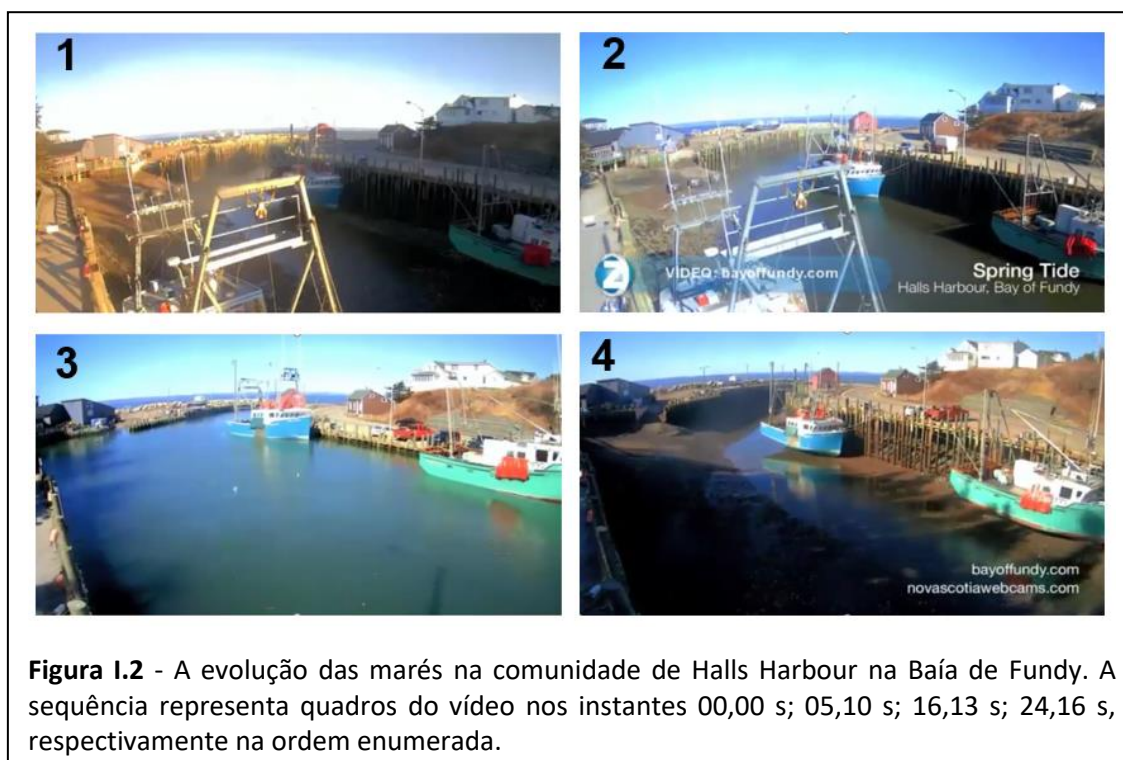 1
2
VÍDEO: bayoffundy.com
Spring Tide
Halls Harbour, Bay of Fundy
3
4
bayoffundy.com
novascotiawebcams.com
Figura I.2 - A evolução das marés na comunidade de Halls Harbour na Baía de Fundy. A
sequência representa quadros do vídeo nos instantes 00,00 s; 05,10 s; 16,13 s; 24,16 s,
respectivamente na ordem enumerada.